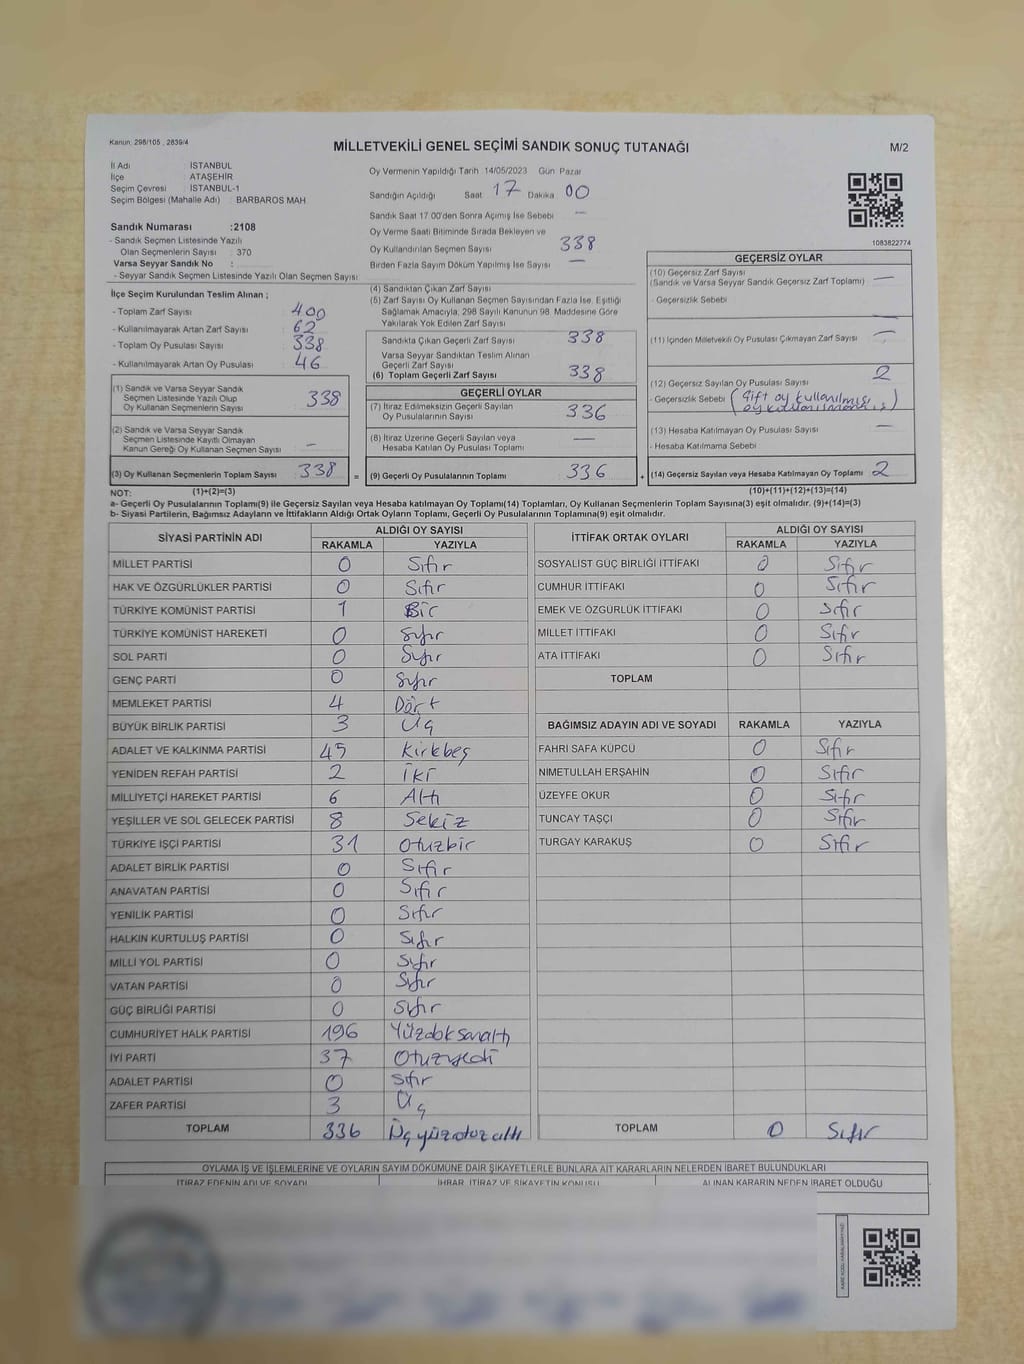 Kanun: 298/105 , 2839/4
MİLLETVEKİLİ GENEL SEÇİMİ SANDIK SONUÇ TUTANAĞI
M/2
İl Adı : İSTANBUL
İlçe : ATAŞEHİR
Seçim Çevresi : İSTANBUL-1
Seçim Bölgesi (Mahalle Adı) : BARBAROS MAH
Oy Vermenin Yapıldığı Tarih 14/05/2023 Gün Pazar
Sandığın Açıldığı Saat 17 Dakika 00
Sandık Saat 17 00'den Sonra Açımış İse Sebebi —
Oy Verme Saati Bitiminde Sırada Bekleyen ve
Oy Kullandırılan Seçmen Sayısı 338
Birden Fazla Sayım Döküm Yapılmış İse Sayısı —
Sandık Numarası :2108
- Sandık Seçmen Listesinde Yazılı
Olan Seçmenlerin Sayısı : 370
Varsa Seyyar Sandık No :
- Seyyar Sandık Seçmen Listesinde Yazılı Olan Seçmen Sayısı:
1083822774
İlçe Seçim Kurulundan Teslim Alınan ;
- Toplam Zarf Sayısı : 400
- Kullanılmayarak Artan Zarf Sayısı : 62
- Toplam Oy Pusulası Sayısı : 338
- Kullanılmayarak Artan Oy Pusulası : 46
(1) Sandık ve Varsa Seyyar Sandık
Seçmen Listesinde Yazılı Olup
Oy Kullanan Seçmenlerin Sayısı 338
(2) Sandık ve Varsa Seyyar Sandık
Seçmen Listesinde Kayıtlı Olmayan
Kanun Gereği Oy Kullanan Seçmen Sayısı —
(3) Oy Kullanan Seçmenlerin Toplam Sayısı 338 =
(1)+(2)=(3)
(4) Sandıktan Çıkan Zarf Sayısı
(5) Zarf Sayısı Oy Kullanan Seçmen Sayısından Fazla İse, Eşitliği
Sağlamak Amacıyla; 298 Sayılı Kanunun 98. Maddesine Göre
Yakılarak Yok Edilen Zarf Sayısı
Sandıkta Çıkan Geçerli Zarf Sayısı 338
Varsa Seyyar Sandıktan Teslim Alınan
Geçerli Zarf Sayısı
(6) Toplam Geçerli Zarf Sayısı 338
GEÇERLİ OYLAR
(7) İtiraz Edilmeksizin Geçerli Sayılan
Oy Pusulalarının Sayısı 336
(8) İtiraz Üzerine Geçerli Sayılan veya
Hesaba Katılan Oy Pusulası Toplamı —
(9) Geçerli Oy Pusulalarının Toplamı 336 +
GEÇERSİZ OYLAR
(10) Geçersiz Zarf Sayısı
(Sandık ve Varsa Seyyar Sandık Geçersiz Zarf Toplamı) —
- Geçersizlik Sebebi
(11) İçinden Milletvekili Oy Pusulası Çıkmayan Zarf Sayısı —
(12) Geçersiz Sayılan Oy Pusulası Sayısı 2
- Geçersizlik Sebebi (Çift oy kullanılmış
oy)
(13) Hesaba Katılmayan Oy Pusulası Sayısı —
- Hesaba Katılmama Sebebi
(14) Geçersiz Sayılan veya Hesaba Katılmayan Oy Toplamı 2
(10)+(11)+(12)+(13)=(14)
NOT:
a- Geçerli Oy Pusulalarının Toplamı(9) ile Geçersiz Sayılan veya Hesaba katılmayan Oy Toplamı(14) Toplamları, Oy Kullanan Seçmenlerin Toplam Sayısına(3) eşit olmalıdır. (9)+(14)=(3)
b- Siyasi Partilerin, Bağımsız Adayların ve İttifakların Aldığı Ortak Oyların Toplamı, Geçerli Oy Pusulalarının Toplamına(9) eşit olmalıdır.
SİYASİ PARTİNİN ADI ALDIĞI OY SAYISI
RAKAMLA YAZIYLA
MİLLET PARTİSİ 0 Sıfır
HAK VE ÖZGÜRLÜKLER PARTİSİ 0 Sıfır
TÜRKİYE KOMÜNİST PARTİSİ 1 Bir
TÜRKİYE KOMÜNİST HAREKETİ 0 Sıfır
SOL PARTİ 0 Sıfır
GENÇ PARTİ 0 Sıfır
MEMLEKET PARTİSİ 4 Dört
BÜYÜK BİRLİK PARTİSİ 3 Üç
ADALET VE KALKINMA PARTİSİ 45 Kırkbeş
YENİDEN REFAH PARTİSİ 2 İki
MİLLİYETÇİ HAREKET PARTİSİ 6 Altı
YEŞİLLER VE SOL GELECEK PARTİSİ 8 Sekiz
TÜRKİYE İŞÇİ PARTİSİ 31 Otuzbir
ADALET BİRLİK PARTİSİ 0 Sıfır
ANAVATAN PARTİSİ 0 Sıfır
YENİLİK PARTİSİ 0 Sıfır
HALKIN KURTULUŞ PARTİSİ 0 Sıfır
MİLLİ YOL PARTİSİ 0 Sıfır
VATAN PARTİSİ 0 Sıfır
GÜÇ BİRLİĞİ PARTİSİ 0 Sıfır
CUMHURİYET HALK PARTİSİ 196 Yüzdoksanaltı
İYİ PARTİ 37 Otuzyedi
ADALET PARTİSİ 0 Sıfır
ZAFER PARTİSİ 3 Üç
TOPLAM 336 Üçyüzotuzaltı
İTTİFAK ORTAK OYLARI ALDIĞI OY SAYISI
RAKAMLA YAZIYLA
SOSYALİST GÜÇ BİRLİĞİ İTTİFAKI 0 Sıfır
CUMHUR İTTİFAKI 0 Sıfır
EMEK VE ÖZGÜRLÜK İTTİFAKI 0 Sıfır
MİLLET İTTİFAKI 0 Sıfır
ATA İTTİFAKI 0 Sıfır
TOPLAM
BAĞIMSIZ ADAYIN ADI VE SOYADI RAKAMLA YAZIYLA
FAHRİ SAFA KÜPCÜ 0 Sıfır
NİMETULLAH ERŞAHİN 0 Sıfır
ÜZEYFE OKUR 0 Sıfır
TUNCAY TAŞÇI 0 Sıfır
TURGAY KARAKUŞ 0 Sıfır
TOPLAM 0 Sıfır
OYLAMA İŞ VE İŞLEMLERİNE VE OYLARIN SAYIM DÖKÜMÜNE DAİR ŞİKAYETLERLE BUNLARA AİT KARARLARIN NELERDEN İBARET BULUNDUKLARI
İTİRAZ EDENİN ADI VE SOYADI İHBAR, İTİRAZ VE ŞİKAYETİN KONUSU ALINAN KARARIN NEDEN İBARET OLDUĞU